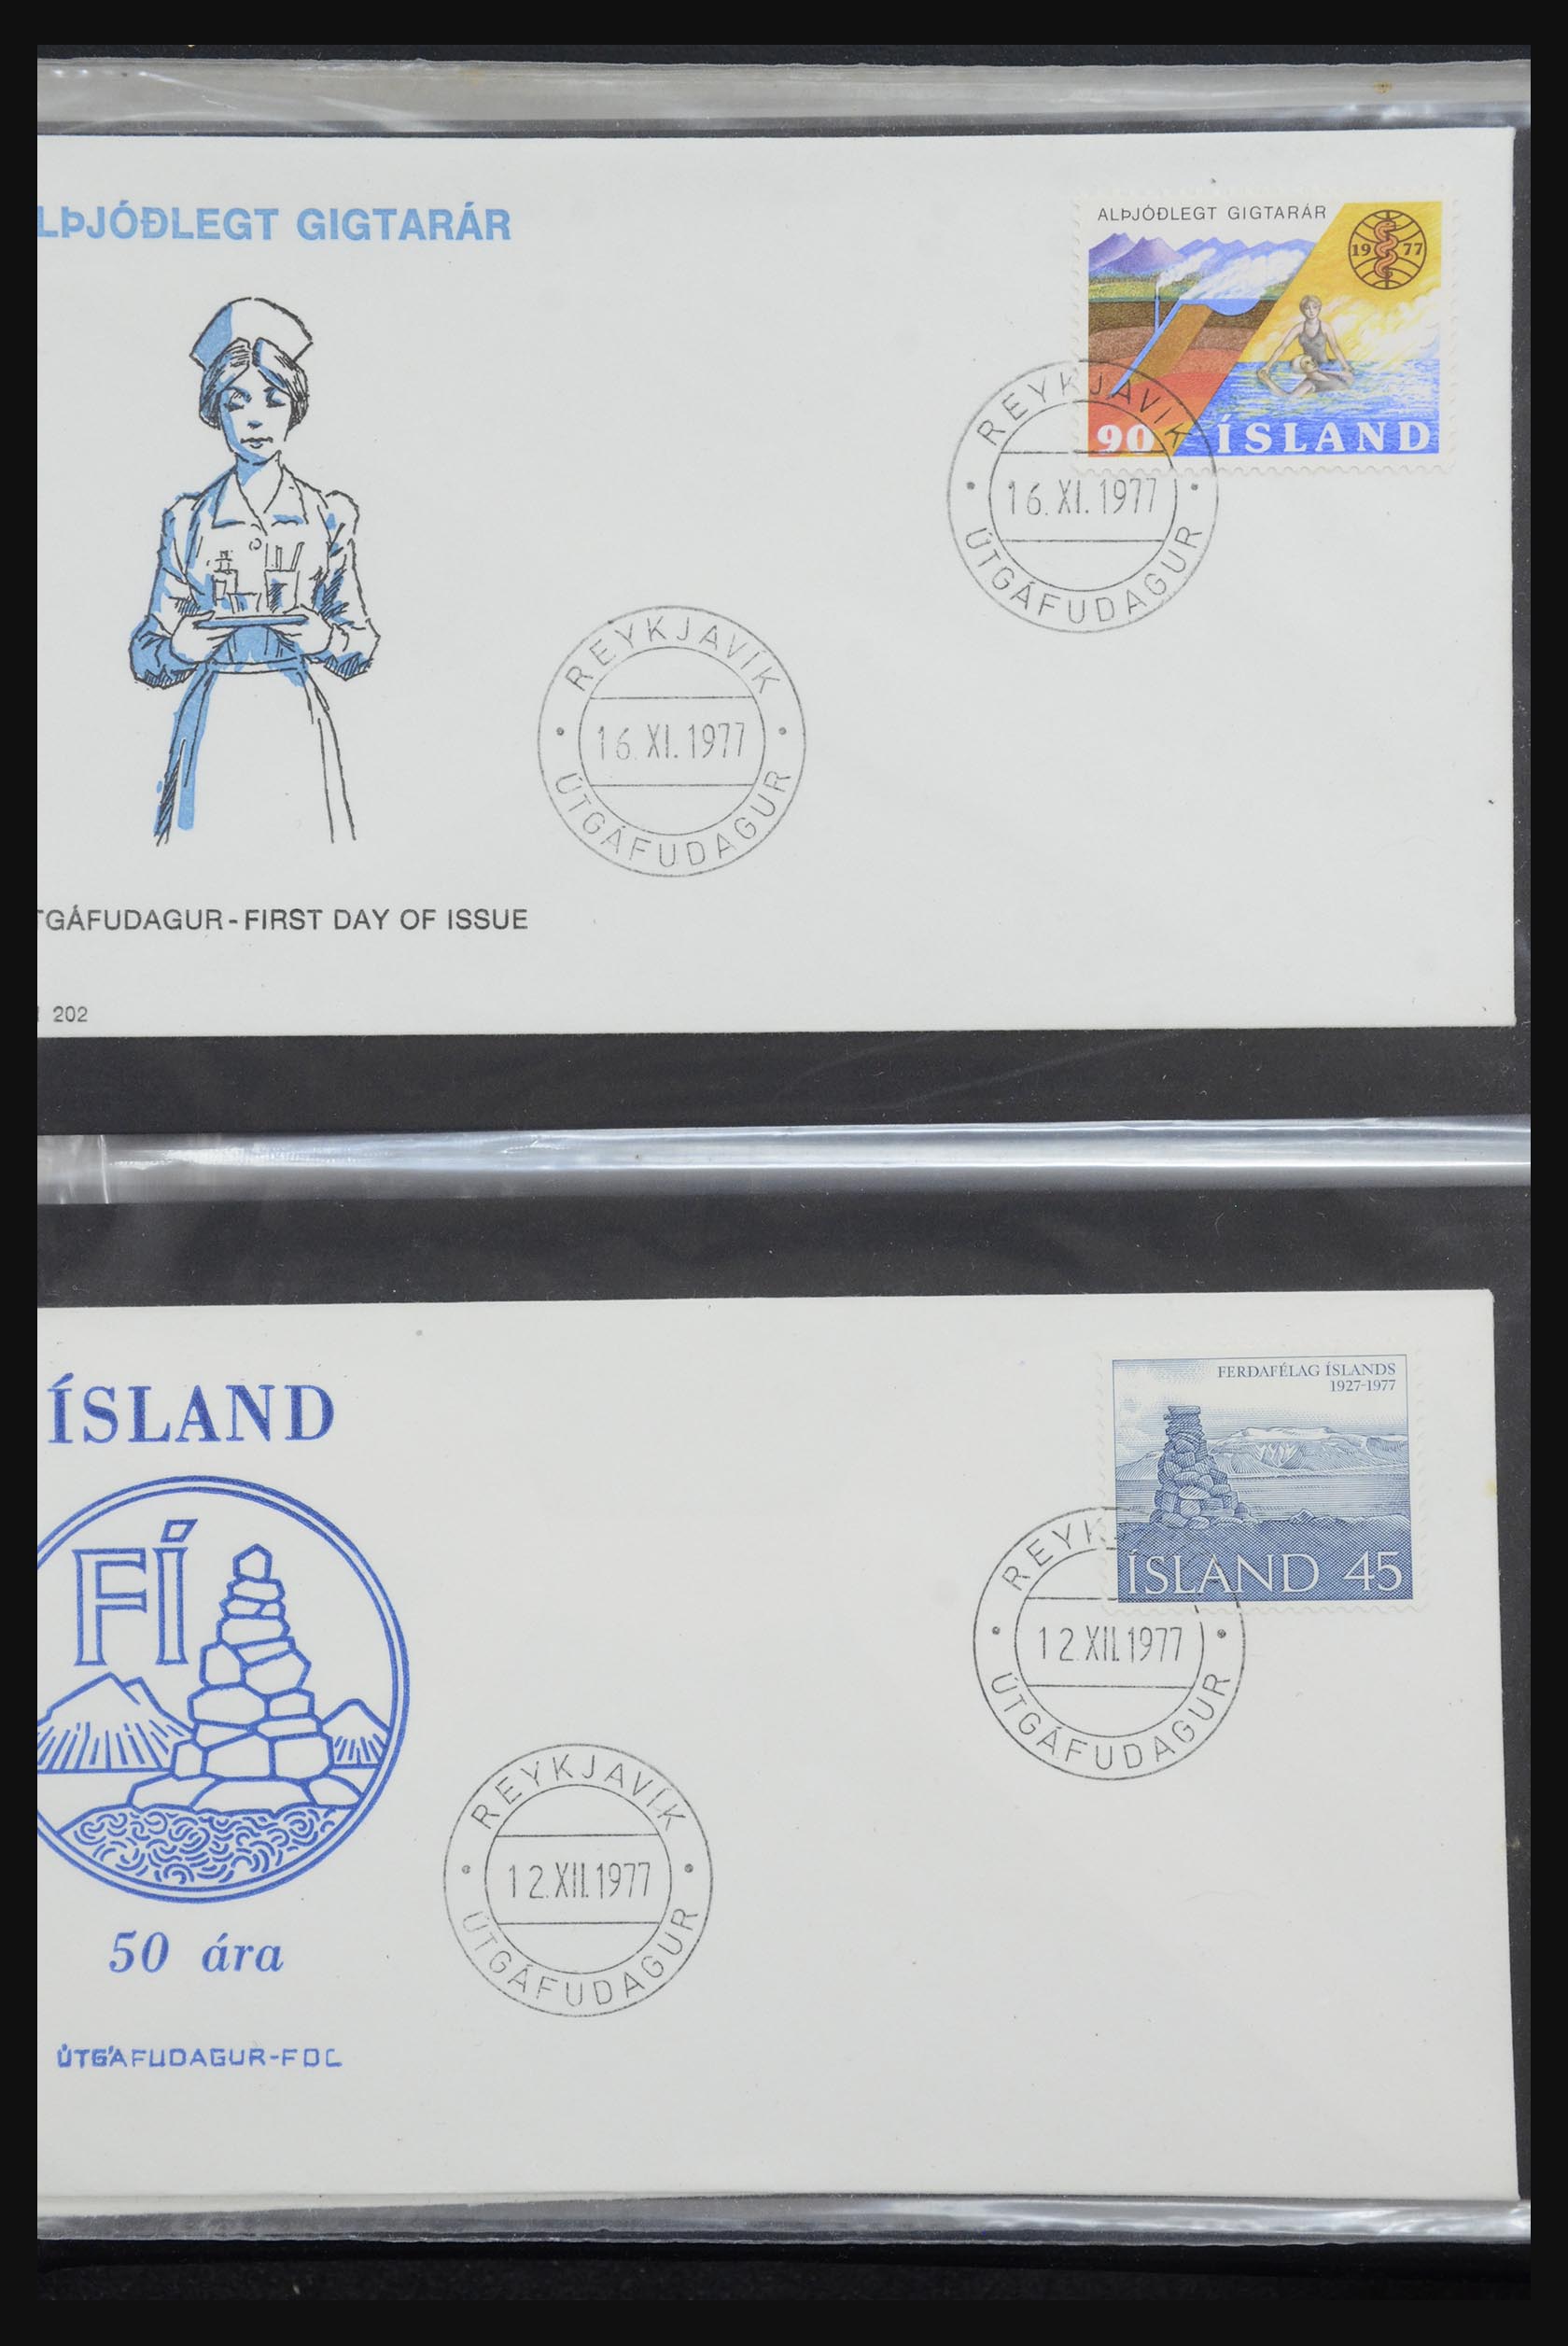 LÞJÓÐLEGT GIGTARÁR
ALÞJÓÐLEGT GIGTARÁR
1977
90 ÍSLAND
REYKJAVÍK
16.XI.1977
ÚTGÁFUDAGUR
REYKJAVÍK
16.XI.1977
ÚTGÁFUDAGUR
TGÁFUDAGUR-FIRST DAY OF ISSUE
202
ÍSLAND
FÍ
50 ára
ÚTGÁFUDAGUR-FDC
FERDAFÉLAG ÍSLANDS
1927-1977
ÍSLAND 45
REYK
12.XII.1977
ÚTGÁFUDAGUR
REYKJAVÍK
12.XII.1977
ÚTGÁFUDAGUR